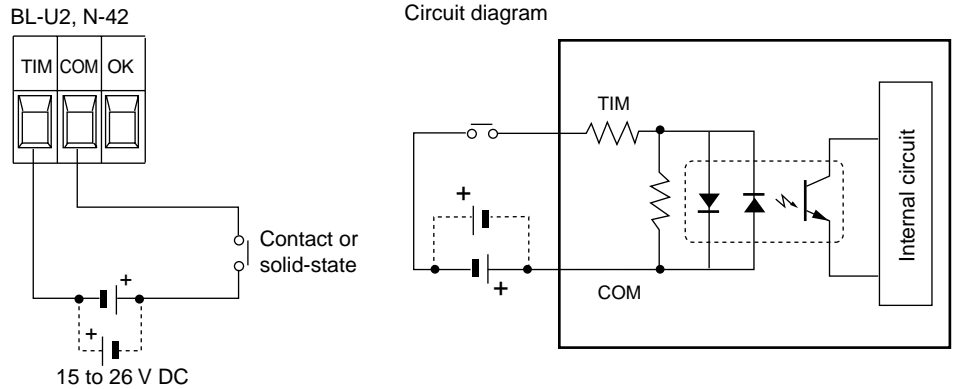 BL-U2, N-42
TIM COM OK
Contact or
solid-state
+
+
15 to 26 V DC
Circuit diagram
TIM
+
+
COM
Internal circuit